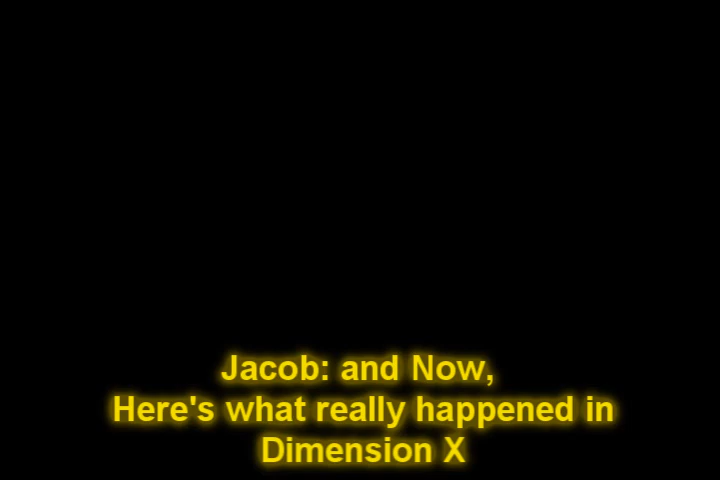 Jacob: and Now,
Here's what really happened in
Dimension X